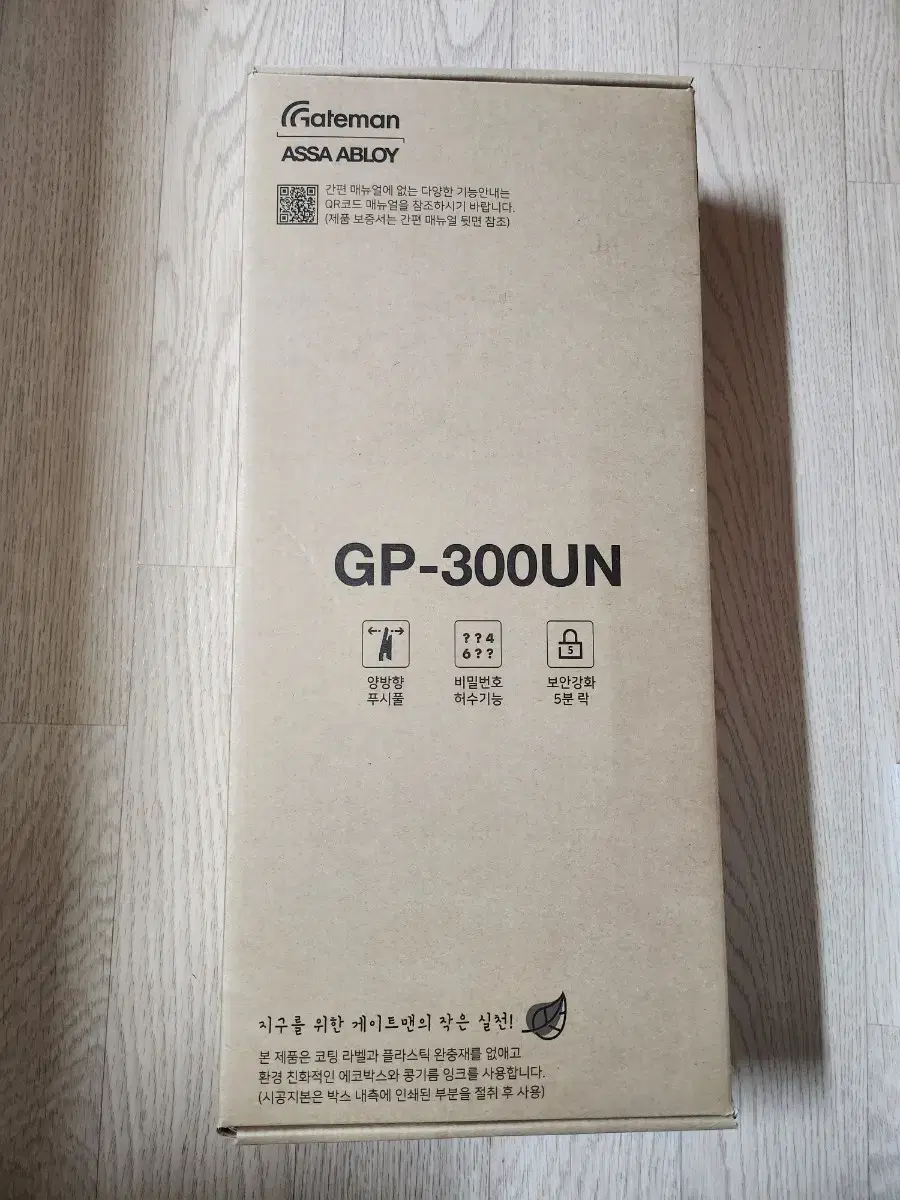 Gateman
ASSA ABLOY
간편 매뉴얼에 없는 다양한 기능안내는
QR코드 매뉴얼을 참조하시기 바랍니다.
(제품 보증서는 간편 매뉴얼 뒷면 참조)
GP-300UN
??4
6??
5
양방향
푸시풀
비밀번호
허수기능
보안강화
5분 락
지구를 위한 게이트맨의 작은 실천!
본 제품은 코팅 라벨과 플라스틱 완충재를 없애고
환경 친화적인 에코박스와 콩기름 잉크를 사용합니다.
(시공지본은 박스 내측에 인쇄된 부분을 절취 후 사용)